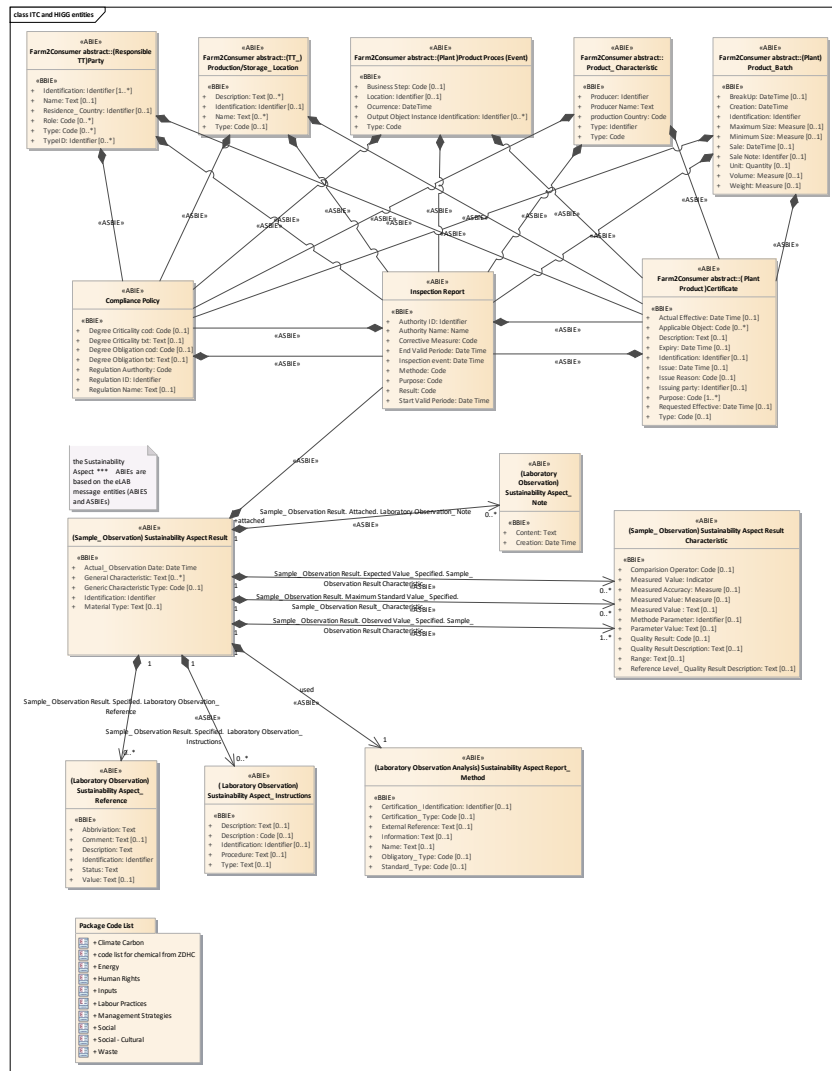 class ITC and HIGG entities
«ABIE»
Farm2Consumer abstract::(Responsible
TT)Party
«BBIE»
+ Identification: Identifier [1..*]
+ Name: Text [0..1]
+ Residence_ Country: Identifier [0..1]
+ Role: Code [0..*]
+ Type: Code [0..*]
+ TypeID: Identifier [0..*]
«ABIE»
Farm2Consumer abstract::(TT_)
Production/Storage_ Location
«BBIE»
+ Description: Text [0..*]
+ Identification: Identifier [0..1]
+ Name: Text [0..*]
+ Type: Code [0..1]
«ABIE»
Farm2Consumer abstract::(Plant )Product Proces (Event)
«BBIE»
+ Business Step: Code [0..1]
+ Location: Identifier [0..1]
+ Ocurrence: DateTime
+ Output Object Instance Identification: Identifier [0..*]
+ Type: Code
«ABIE»
Farm2Consumer abstract::
Product_ Characteristic
«BBIE»
+ Producer: Identifier
+ Producer Name: Text
+ production Country: Code
+ Type: Identifier
+ Type: Code
«ABIE»
Farm2Consumer abstract::(Plant)
Product_Batch
«BBIE»
+ BreakUp: DateTime [0..1]
+ Creation: DateTime
+ Identification: Identifier
+ Maximum Size: Measure [0..1]
+ Minimum Size: Measure [0..1]
+ Sale: DateTime [0..1]
+ Sale Note: Identifer [0..1]
+ Unit: Quantity [0..1]
+ Volume: Measure [0..1]
+ Weight: Measure [0..1]
«ASBIE»
«ASBIE»
«ASBIE»
«ASBIE»
«ASBIE»
«ASBIE»
«ASBIE»
«ASBIE»
«ASBIE»
«ABIE»
Compliance Policy
«BBIE»
+ Degree Criticality cod: Code [0..1]
+ Degree Criticality txt: Text [0..1]
+ Degree Obligation cod: Code [0..1]
+ Degree Obligation txt: Text [0..1]
+ Regulation Aurthority: Code
+ Regulation ID: Identifier
+ Regulation Name: Text [0..1]
«ASBIE»
«ASBIE»
«ABIE»
Inspection Report
«BBIE»
+ Authority ID: Identifier
+ Authority Name: Name
+ Corrective Measure: Code
+ End Valid Periode: Date Time
+ Inspection event: Date Time
+ Methode: Code
+ Purpose: Code
+ Result: Code
+ Start Valid Periode: Date Time
«ASBIE»
«ASBIE»
«ABIE»
Farm2Consumer abstract::( Plant
Product )Certificate
«BBIE»
+ Actual Effective: Date Time [0..1]
+ Applicable Object: Code [0..*]
+ Description: Text [0..1]
+ Expiry: Date Time [0..1]
+ Identification: Identifier [0..1]
+ Issue: Date Time [0..1]
+ Issue Reason: Code [0..1]
+ Issuing party: Identifier [0..1]
+ Purpose: Code [1..*]
+ Requested Effective: Date Time [0..1]
+ Type: Code [0..1]
the Sustainability
Aspect *** ABIEs are
based on the eLAB
message entities (ABIES
and ASBIEs)
«ASBIE»
«ABIE»
(Sample_ Observation) Sustainability Aspect Result
«BBIE»
+ Actual_ Observation Date: Date Time
+ General Characteristic: Text [0..*]
+ Generic Characteristic Type: Code [0..1]
+ Identification: Identifier
+ Material Type: Text [0..1]
+attached
1
Sample_ Observation Result. Attached. Laboratory Observation_ Note
«ASBIE»
0..*
«ABIE»
(Laboratory
Observation)
Sustainability Aspect_
Note
«BBIE»
+ Content: Text
+ Creation: Date Time
1
Sample_ Observation Result. Expected Value_ Specified. Sample_
Observation Result Characteristic
«ASBIE»
0..*
1
Sample_ Observation Result. Maximum Standard Value_ Specified.
Sample_ Observation Result_ Characteristic
«ASBIE»
0..*
1
Sample_ Observation Result. Observed Value_ Specified. Sample_
Observation Result Characteristic
«ASBIE»
1..*
«ABIE»
(Sample_ Observation) Sustainability Aspect Result
Characteristic
«BBIE»
+ Comparision Operator: Code [0..1]
+ Measured Value: Indicator
+ Measured Accuracy: Measure [0..1]
+ Measured Value: Measure [0..1]
+ Measured Value : Text [0..1]
+ Methode Parameter: Identifier [0..1]
+ Parameter Value: Text [0..1]
+ Quality Result: Code [0..1]
+ Quality Result Description: Text [0..1]
+ Range: Text [0..1]
+ Reference Level_ Quality Result Description: Text [0..1]
1
1
1
used
«ASBIE»
1
Sample_ Observation Result. Specified. Laboratory Observation_
Reference
«ASBIE»
Sample_ Observation Result. Specified. Laboratory Observation_
Instructions
0..*
«ABIE»
(Laboratory Observation)
Sustainability Aspect_
Reference
«BBIE»
+ Abbriviation: Text
+ Comment: Text [0..1]
+ Description: Text
+ Identification: Identifier
+ Status: Text
+ Value: Text [0..1]
«ABIE»
( Laboratory Observation)
Sustainability Aspect_ Instructions
«BBIE»
+ Description: Text [0..1]
+ Description : Code [0..1]
+ Identification: Identifier [0..1]
+ Procedure: Text [0..1]
+ Type: Text [0..1]
«ABIE»
(Laboratory Observation Analysis) Sustainability Aspect Report_
Method
«BBIE»
+ Certification_ Identification: Identifier [0..1]
+ Certification_ Type: Code [0..1]
+ External Reference: Text [0..1]
+ Information: Text [0..1]
+ Name: Text [0..1]
+ Obligatory_ Type: Code [0..1]
+ Standard_ Type: Code [0..1]
Package Code List
+ Climate Carbon
+ code list for chemical from ZDHC
+ Energy
+ Human Rights
+ Inputs
+ Labour Practices
+ Management Strategies
+ Social
+ Social - Cultural
+ Waste